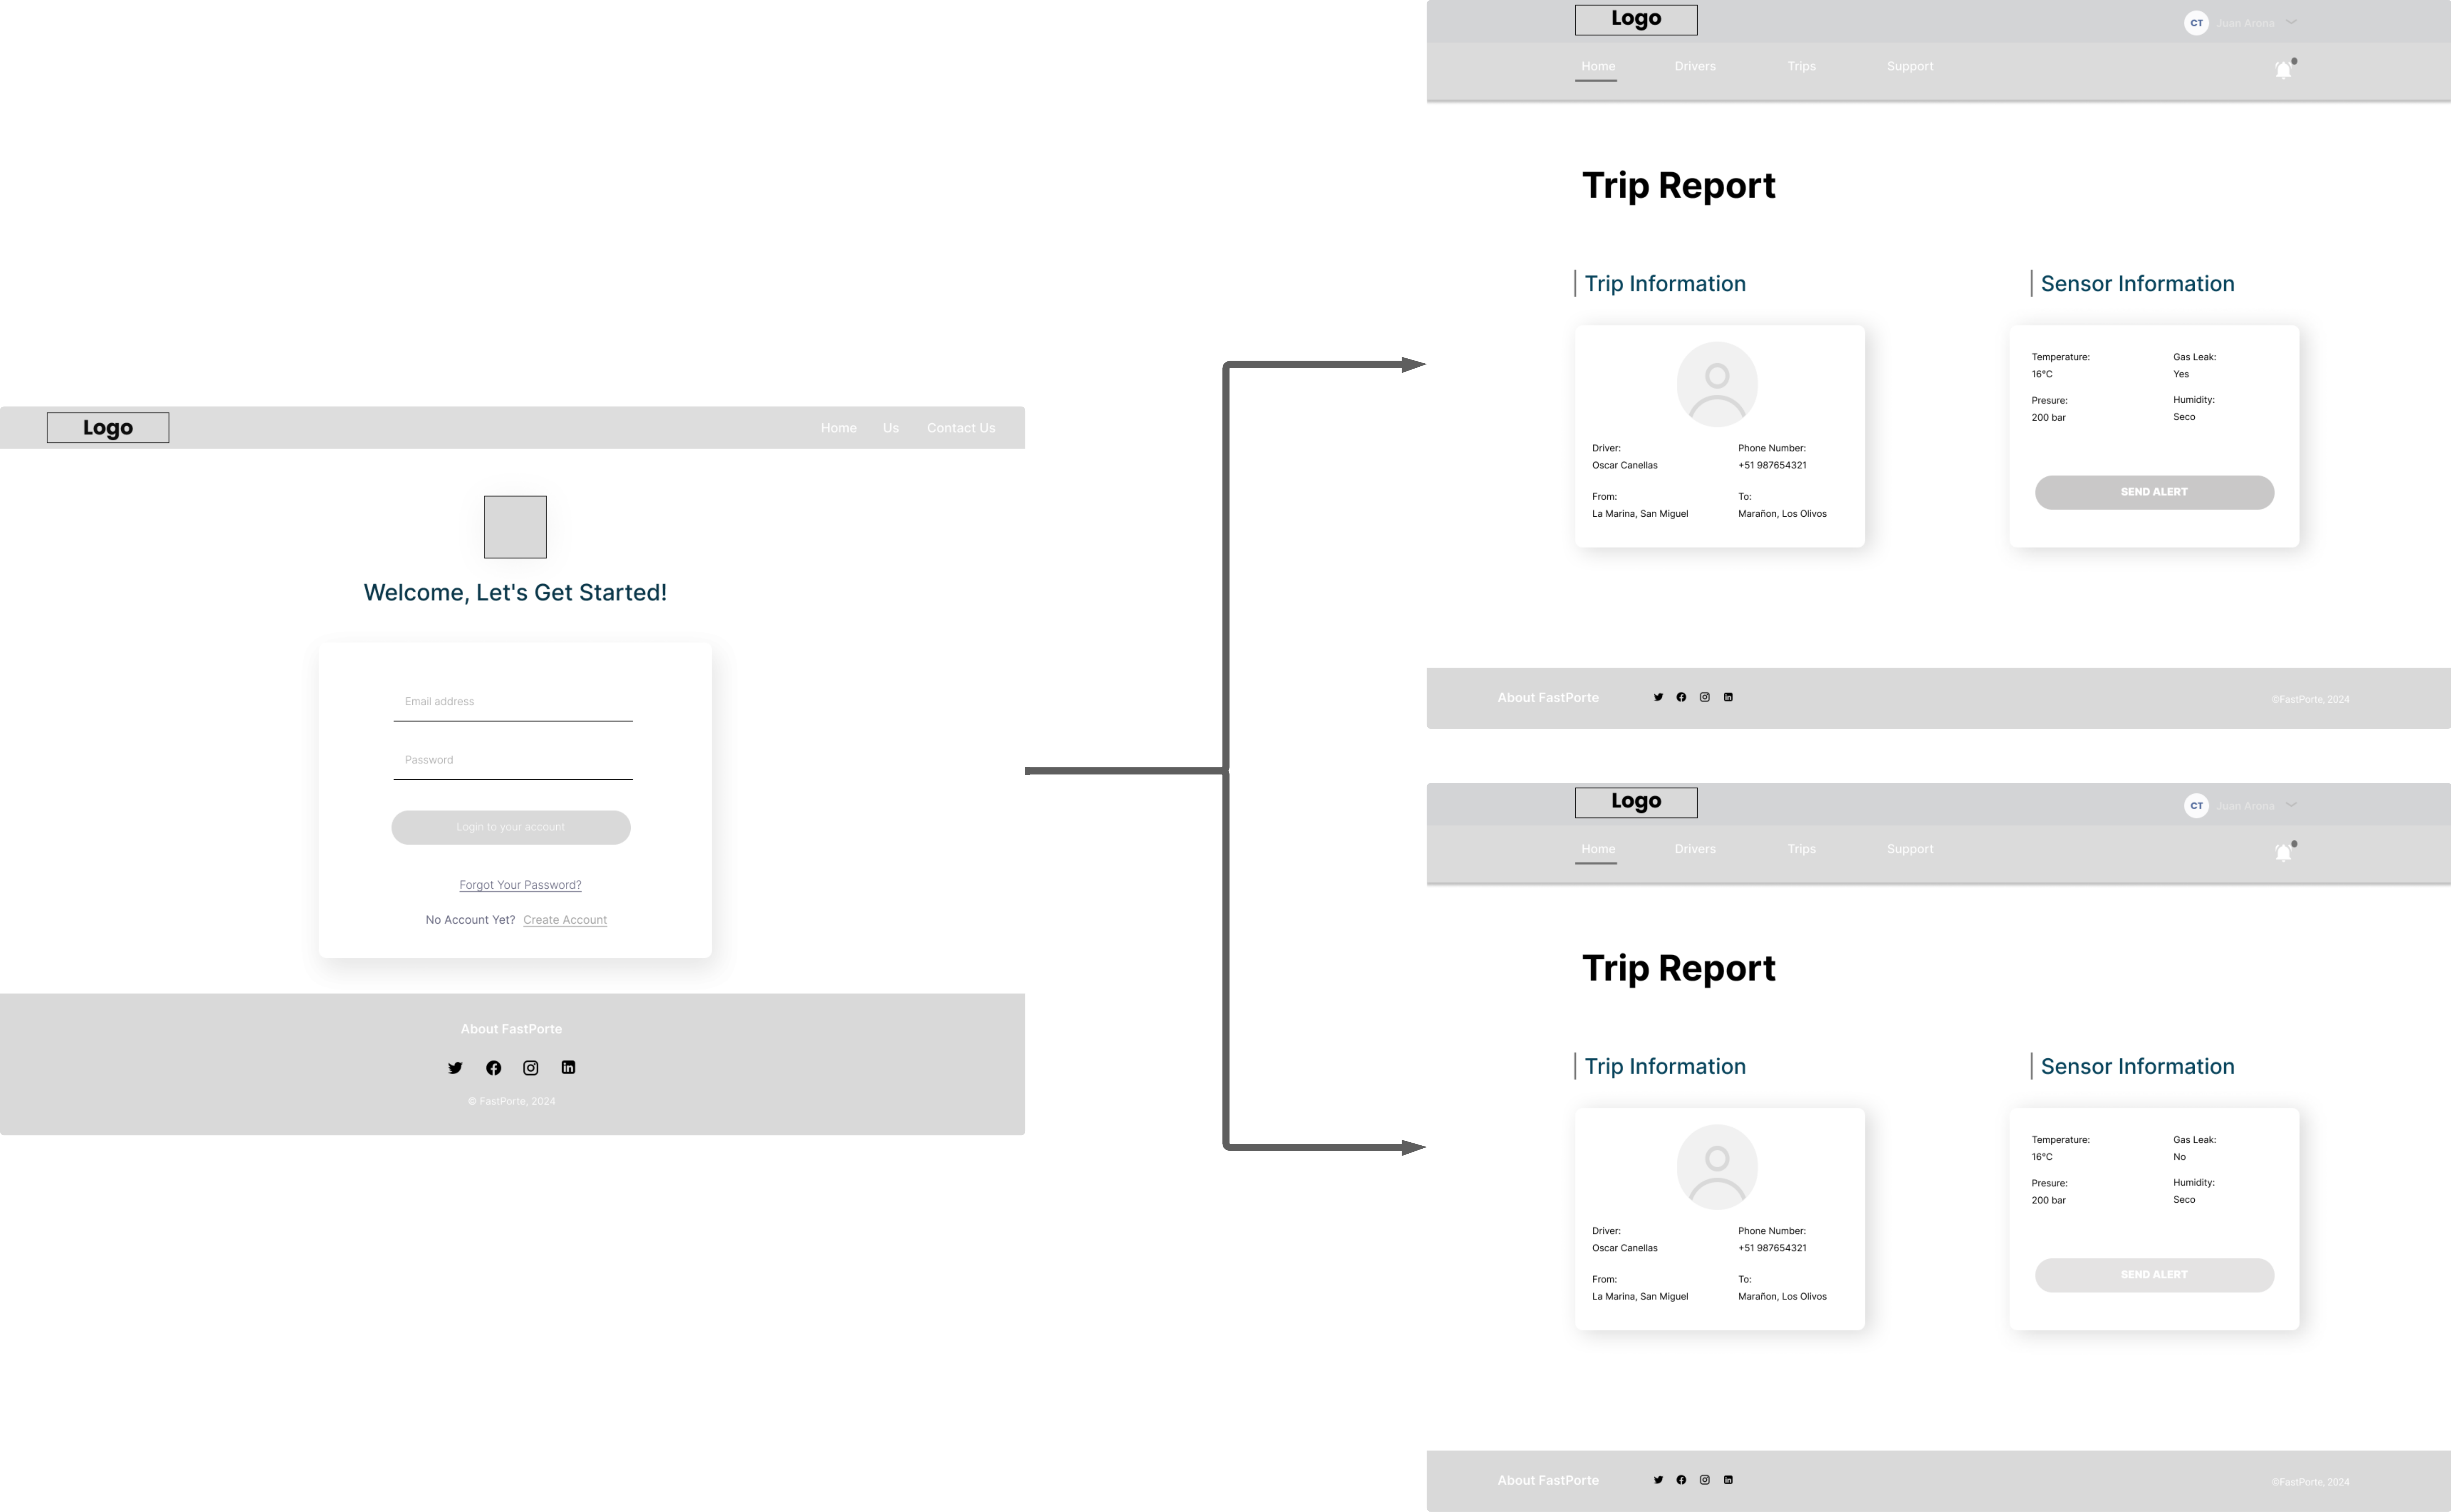 Logo
Home Us Contact Us
Welcome, Let's Get Started!
Email address
Password
Login to your account
Forgot Your Password?
No Account Yet? Create Account
About FastPorte
© FastPorte, 2024
Logo
CT Juan Arona
Home Drivers Trips Support
Trip Report
Trip Information
Driver: Phone Number:
Oscar Canellas +51 987654321
From: To:
La Marina, San Miguel Marañon, Los Olivos
Sensor Information
Temperature: Gas Leak:
16°C Yes
Presure: Humidity:
200 bar Seco
SEND ALERT
About FastPorte
©FastPorte, 2024
Logo
CT Juan Arona
Home Drivers Trips Support
Trip Report
Trip Information
Driver: Phone Number:
Oscar Canellas +51 987654321
From: To:
La Marina, San Miguel Marañon, Los Olivos
Sensor Information
Temperature: Gas Leak:
16°C No
Presure: Humidity:
200 bar Seco
SEND ALERT
About FastPorte
©FastPorte, 2024